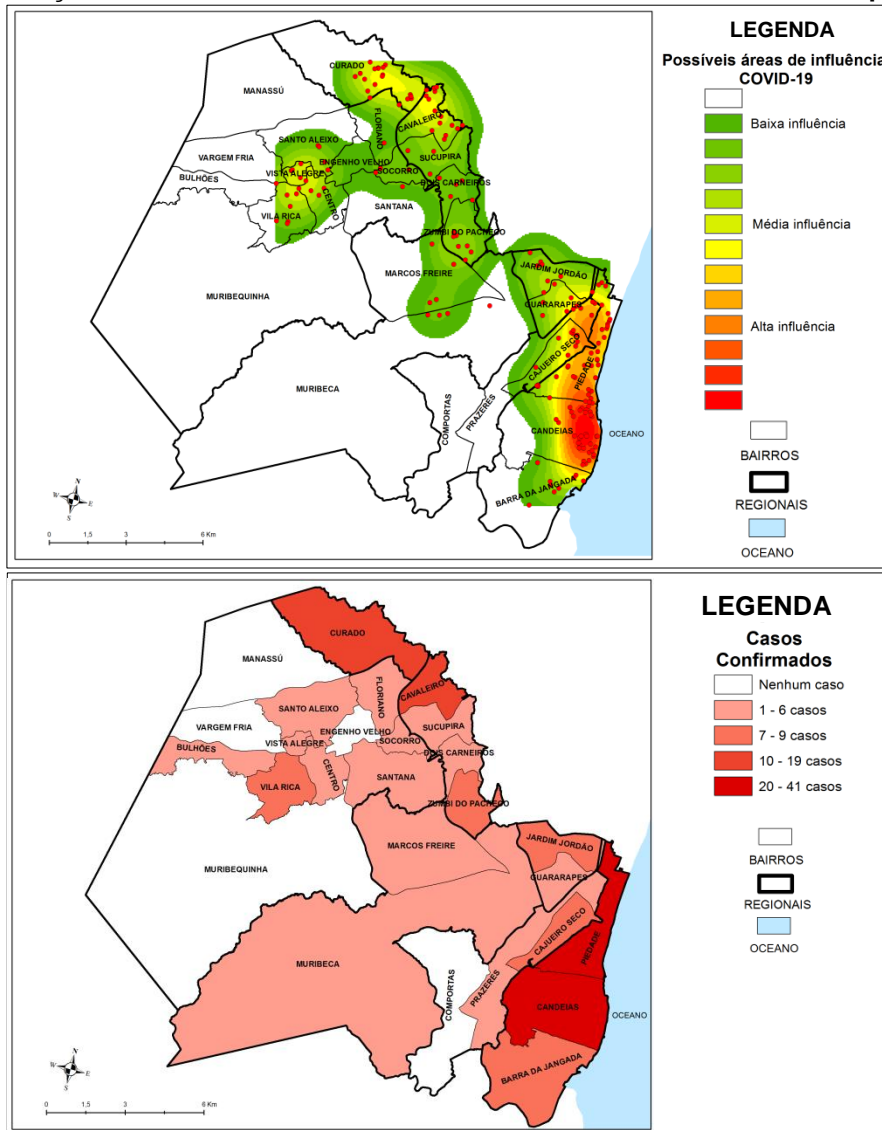 LEGENDA
Possíveis áreas de influência
COVID-19
Baixa influência
Média influência
Alta influência
BAIRROS
REGIONAIS
OCEANO
CURADO
MANASSÚ
CAVALEIRO
FLORIANO
SANTO ALEIXO
VARGEM FRIA
SUCUPIRA
ENGENHO VELHO
VISTA ALEGRE
SOCORRO
BULHÕES
DOIS CARNEIROS
CENTRO
SANTANA
VILA RICA
ZUMBI DO PACHECO
MARCOS FREIRE
JARDIM JORDÃO
MURIBEQUINHA
GUARARAPES
CAJUEIRO SECO
PIEDADE
MURIBECA
COMPORTAS
PRAZERES
CANDEIAS
OCEANO
BARRA DA JANGADA
N
W E
S
0 1,5 3 6 Km
LEGENDA
Casos
Confirmados
Nenhum caso
1 - 6 casos
7 - 9 casos
10 - 19 casos
20 - 41 casos
BAIRROS
REGIONAIS
OCEANO
CURADO
MANASSÚ
CAVALEIRO
FLORIANO
SANTO ALEIXO
VARGEM FRIA
SUCUPIRA
ENGENHO VELHO
VISTA ALEGRE
SOCORRO
BULHÕES
DOIS CARNEIROS
CENTRO
SANTANA
VILA RICA
ZUMBI DO PACHECO
MARCOS FREIRE
JARDIM JORDÃO
MURIBEQUINHA
GUARARAPES
CAJUEIRO SECO
PIEDADE
MURIBECA
COMPORTAS
PRAZERES
CANDEIAS
OCEANO
BARRA DA JANGADA
N
W E
S
0 3 6 Km